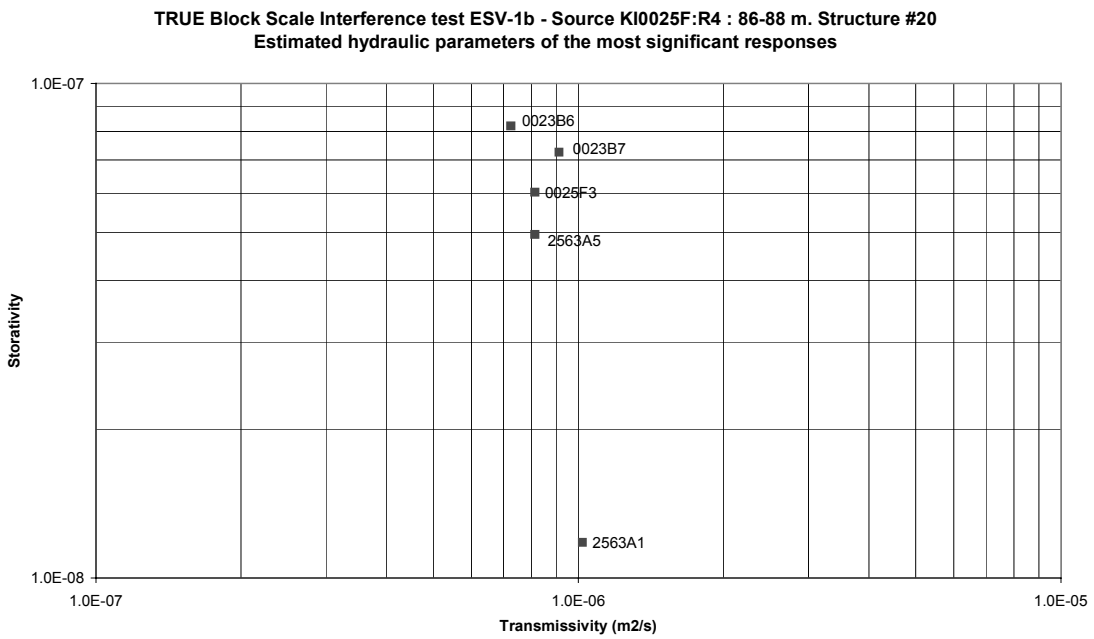 TRUE Block Scale Interference test ESV-1b - Source KI0025F:R4 : 86-88 m. Structure #20
Estimated hydraulic parameters of the most significant responses
1.0E-07
0023B6
0023B7
0025F3
2563A5
Storativity
2563A1
1.0E-08
1.0E-07
1.0E-06
1.0E-05
Transmissivity (m2/s)